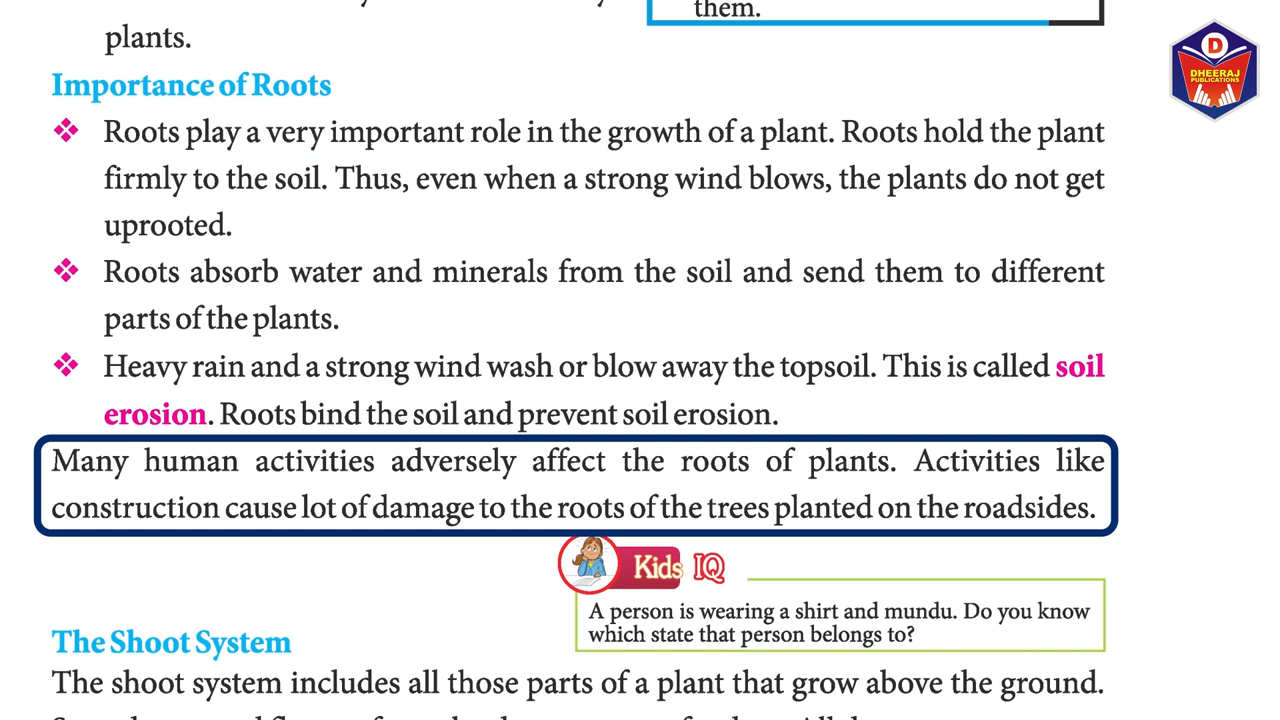 them.
plants.
DHEERAJ
PUBLICATIONS
D
Importance of Roots
Roots play a very important role in the growth of a plant. Roots hold the plant
firmly to the soil. Thus, even when a strong wind blows, the plants do not get
uprooted.
Roots absorb water and minerals from the soil and send them to different
parts of the plants.
Heavy rain and a strong wind wash or blow away the topsoil. This is called soil
erosion. Roots bind the soil and prevent soil erosion.
Many human activities adversely affect the roots of plants. Activities like
construction cause lot of damage to the roots of the trees planted on the roadsides.
Kids IQ
A person is wearing a shirt and mundu. Do you know
which state that person belongs to?
The Shoot System
The shoot system includes all those parts of a plant that grow above the ground.